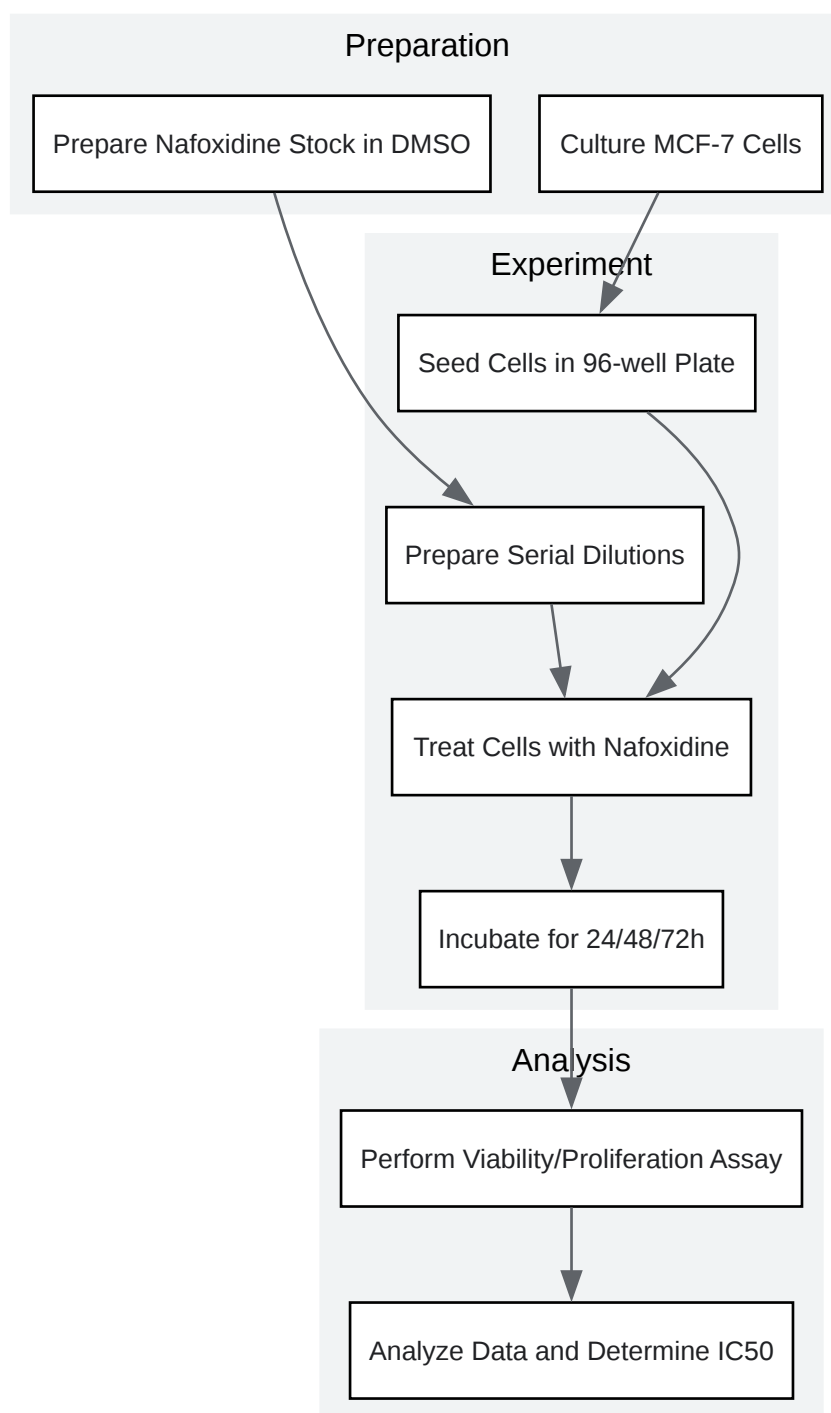 Preparation
Prepare Nafoxidine Stock in DMSO
Culture MCF-7 Cells
Experiment
Seed Cells in 96-well Plate
Prepare Serial Dilutions
Treat Cells with Nafoxidine
Incubate for 24/48/72h
Analysis
Perform Viability/Proliferation Assay
Analyze Data and Determine IC50